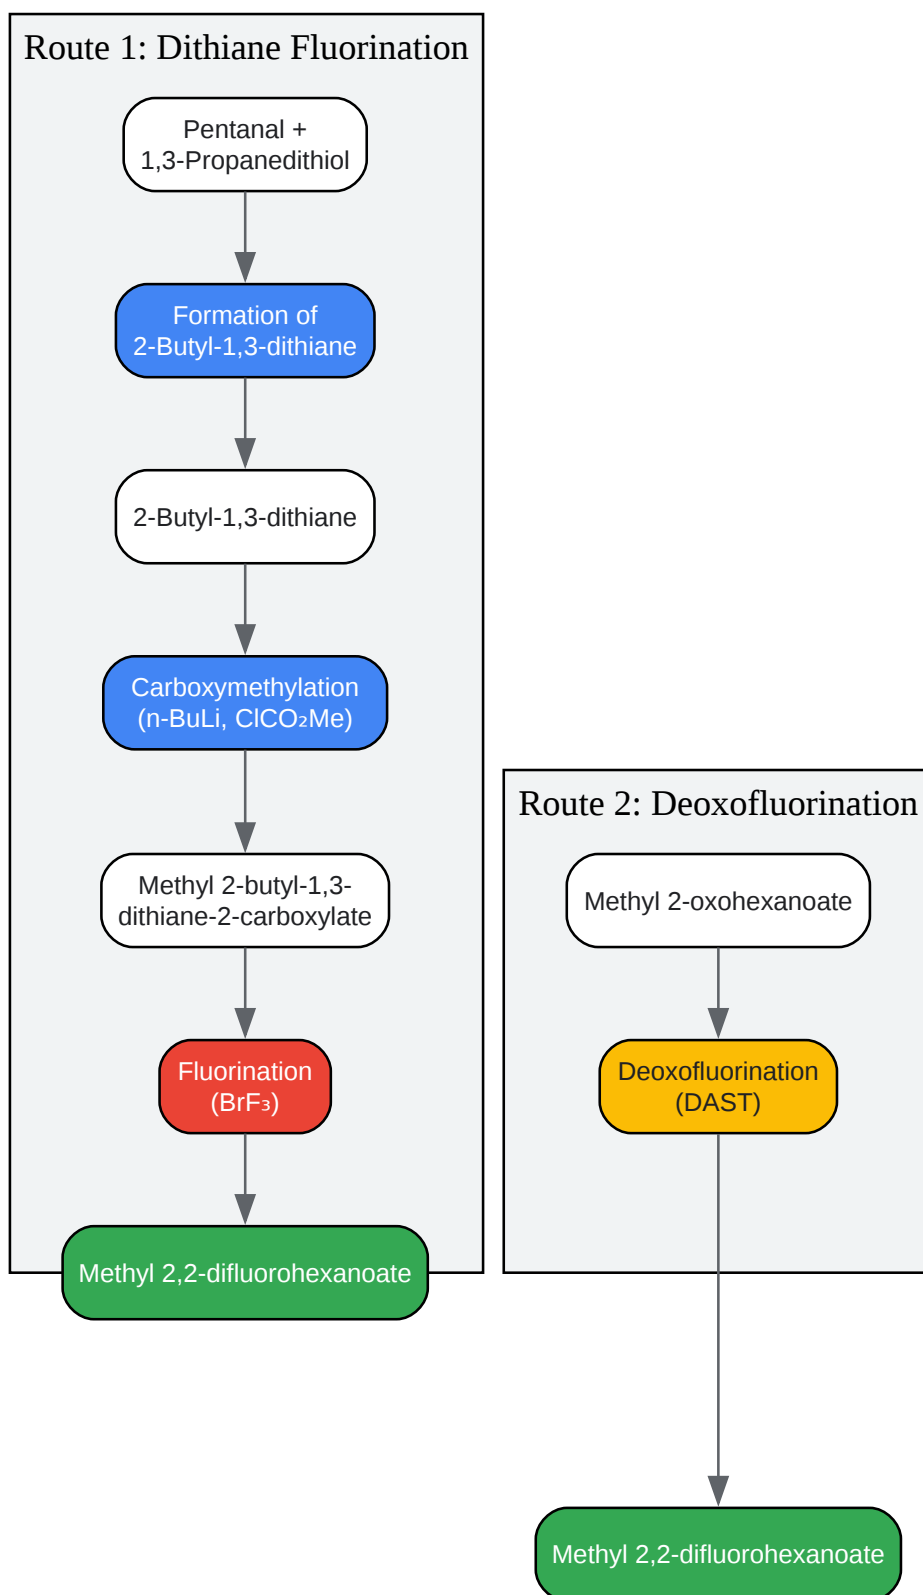 Route 1: Dithiane Fluorination
Pentanal +
1,3-Propanedithiol
Formation of
2-Butyl-1,3-dithiane
2-Butyl-1,3-dithiane
Carboxymethylation
(n-BuLi, ClCO₂Me)
Methyl 2-butyl-1,3-
dithiane-2-carboxylate
Fluorination
(BrF₃)
Methyl 2,2-difluorohexanoate
Route 2: Deoxofluorination
Methyl 2-oxohexanoate
Deoxofluorination
(DAST)
Methyl 2,2-difluorohexanoate